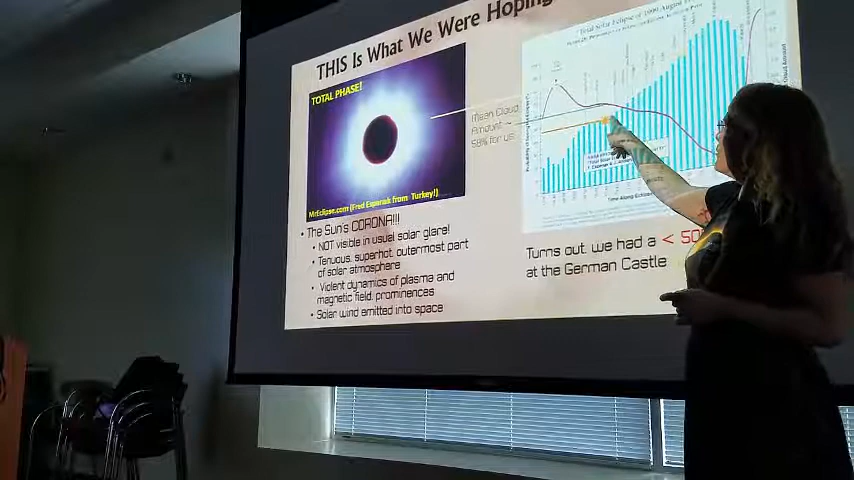 THIS Is What We Were Hoping
TOTAL PHASE!
MrEclipse.com (Fred Espenak from Turkey!)
• The Sun's CORONA!!!
• NOT visible in usual solar glare!
• Tenuous, superhot, outermost part
of solar atmosphere
• Violent dynamics of plasma and
magnetic field, prominences
• Solar wind emitted into space
Mean Cloud
Amount ~
58% for us
Total Solar Eclipse of 1999 August
Time Along Eclipse
Turns out, we had a < 50
at the German Castle